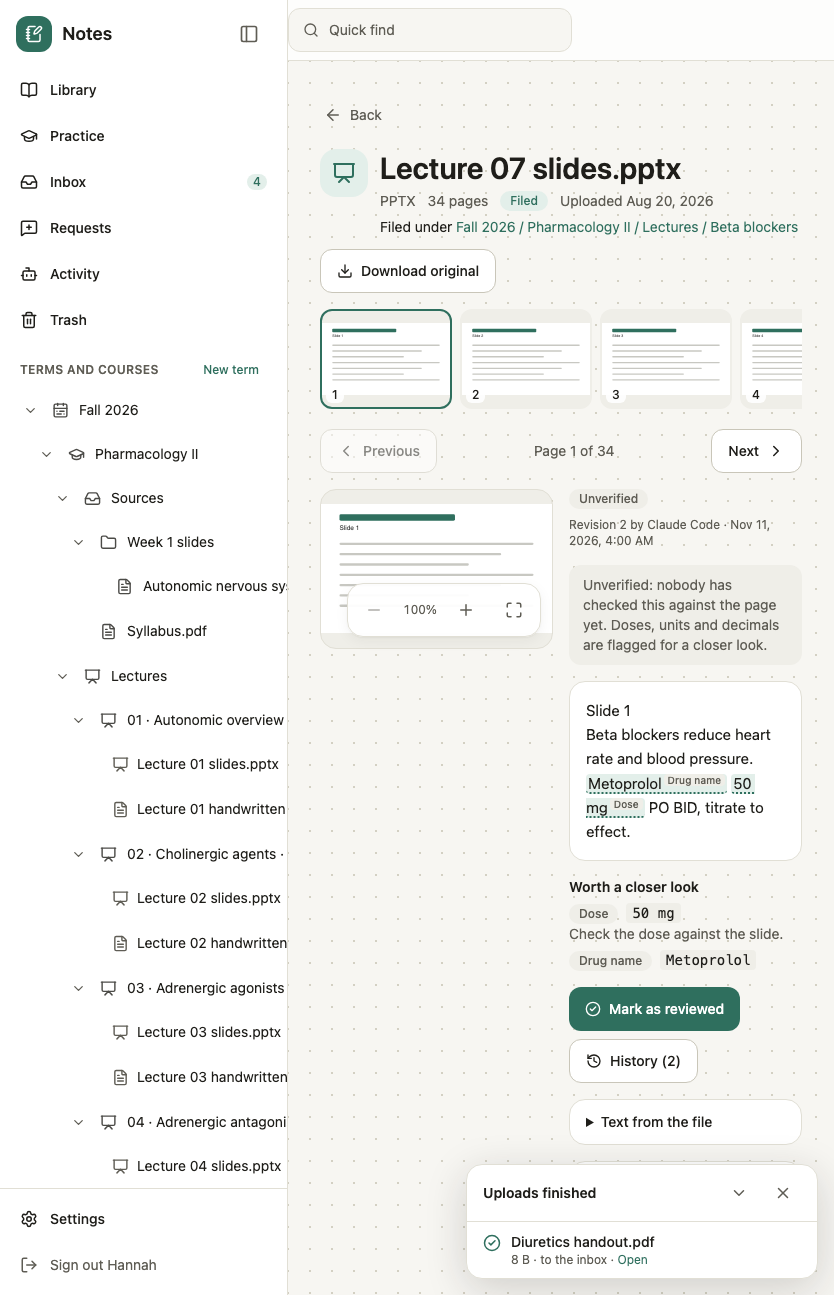 Notes
Library
Practice
Inbox 4
Requests
Activity
Trash
TERMS AND COURSES New term
Fall 2026
Pharmacology II
Sources
Week 1 slides
Autonomic nervous sy
Syllabus.pdf
Lectures
01 · Autonomic overview
Lecture 01 slides.pptx
Lecture 01 handwritten
02 · Cholinergic agents ·
Lecture 02 slides.pptx
Lecture 02 handwritten
03 · Adrenergic agonists
Lecture 03 slides.pptx
Lecture 03 handwritten
04 · Adrenergic antagoni
Lecture 04 slides.pptx
Settings
Sign out Hannah
Quick find
Back
Lecture 07 slides.pptx
PPTX 34 pages Filed Uploaded Aug 20, 2026
Filed under Fall 2026 / Pharmacology II / Lectures / Beta blockers
Download original
Slide 1
1
Slide 2
2
Slide 3
3
Slide 4
4
Previous Page 1 of 34 Next
Slide 1
100%
Unverified
Revision 2 by Claude Code · Nov 11,
2026, 4:00 AM
Unverified: nobody has
checked this against the page
yet. Doses, units and decimals
are flagged for a closer look.
Slide 1
Beta blockers reduce heart
rate and blood pressure.
Metoprolol Drug name 50
mg Dose PO BID, titrate to
effect.
Worth a closer look
Dose 50 mg
Check the dose against the slide.
Drug name Metoprolol
Mark as reviewed
History (2)
Text from the file
Uploads finished
Diuretics handout.pdf
8 B · to the inbox · Open